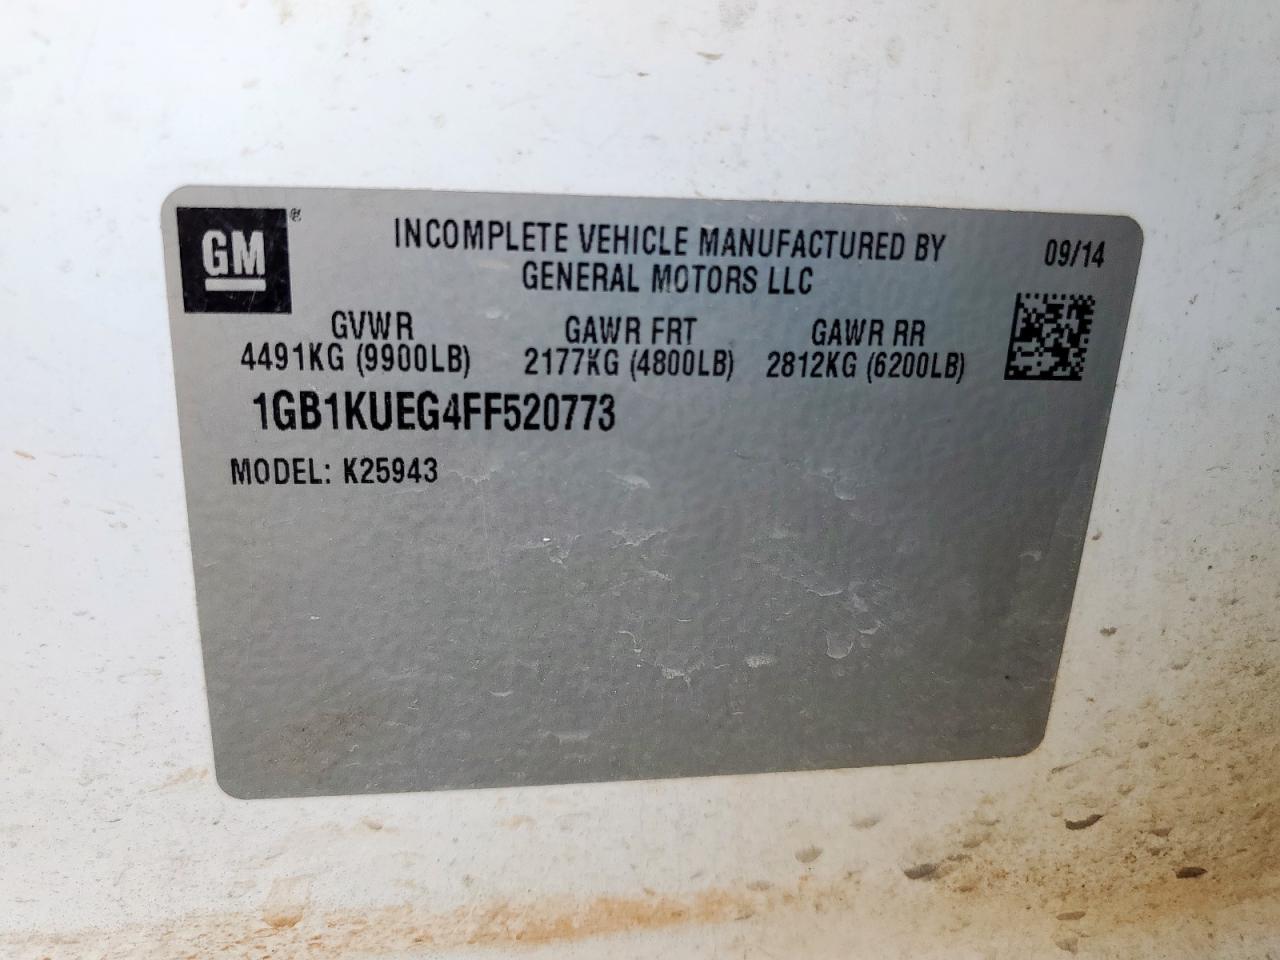 GM®
INCOMPLETE VEHICLE MANUFACTURED BY
GENERAL MOTORS LLC
09/14
GVWR GAWR FRT GAWR RR
4491KG (9900LB) 2177KG (4800LB) 2812KG (6200LB)
1GB1KUEG4FF520773
MODEL: K25943